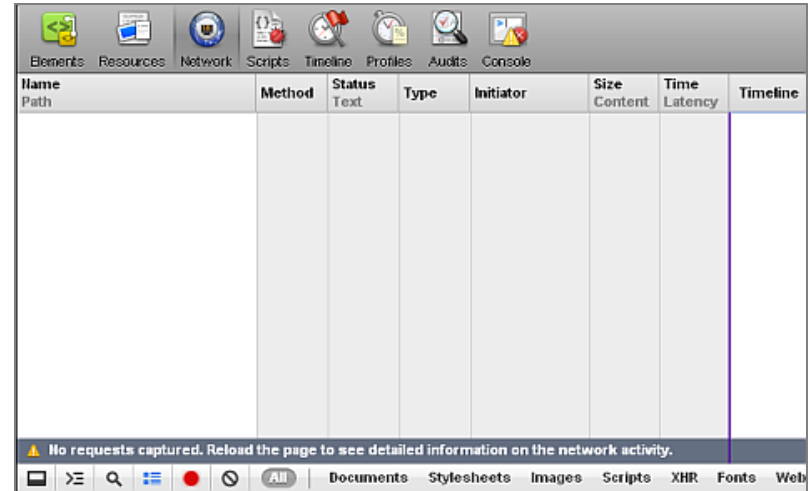 Elements Resources Network Scripts Timeline Profiles Audits Console
Name Path Method Status Text Type Initiator Size Content Time Latency Timeline
No requests captured. Reload the page to see detailed information on the network activity.
All Documents Stylesheets Images Scripts XHR Fonts